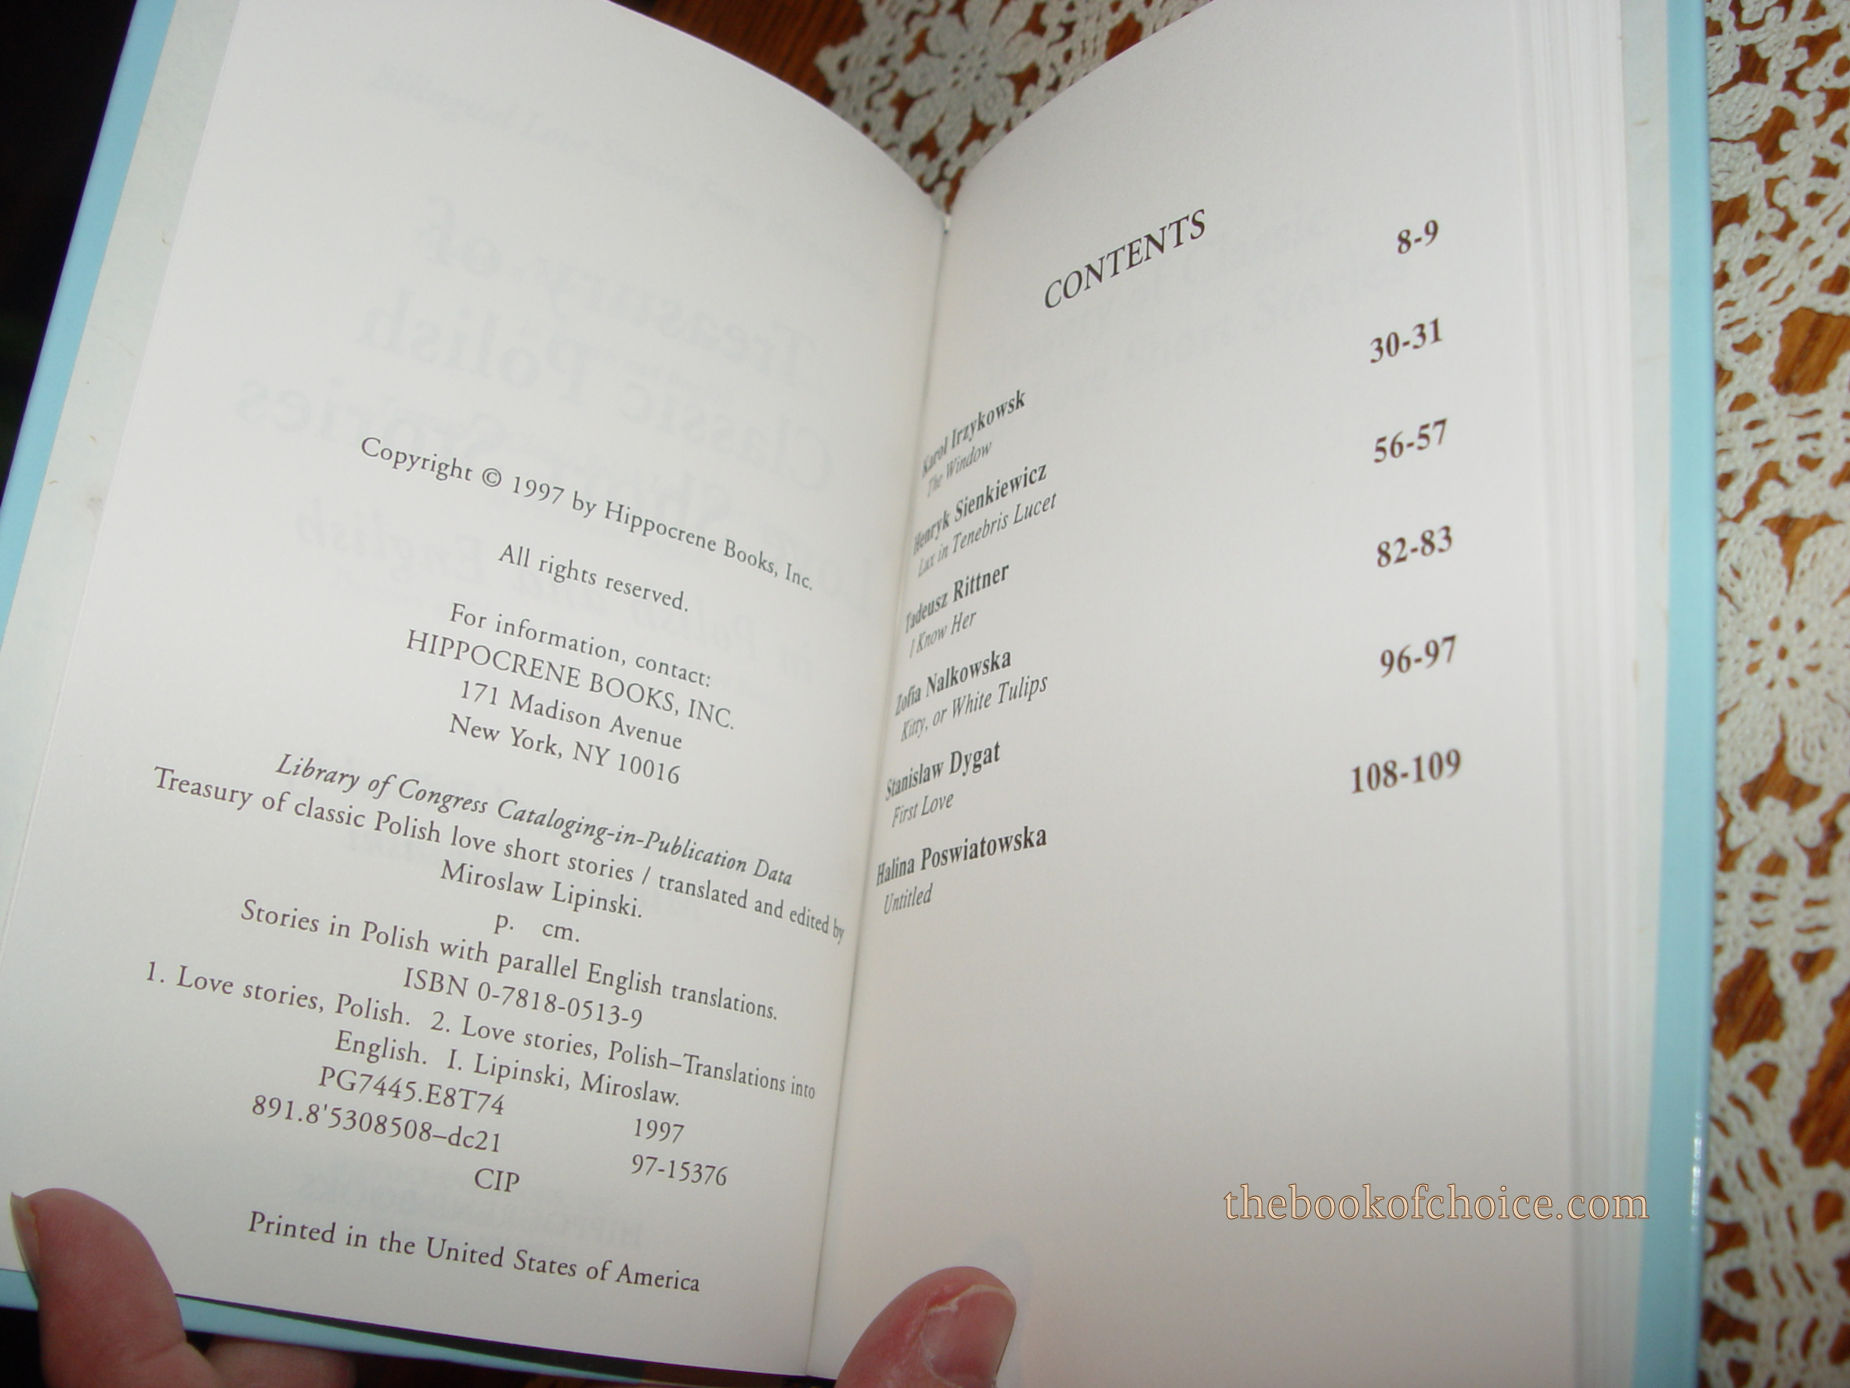 Copyright © 1997 by Hippocrene Books, Inc.
All rights reserved.
For information, contact:
HIPPOCRENE BOOKS, INC.
171 Madison Avenue
New York, NY 10016
Library of Congress Cataloging-in-Publication Data
Treasury of classic Polish love short stories / translated and edited by
Miroslaw Lipinski.
p. cm.
Stories in Polish with parallel English translations.
ISBN 0-7818-0513-9
1. Love stories, Polish. 2. Love stories, Polish–Translations into
English. I. Lipinski, Miroslaw.
PG7445.E8T74 1997
891.8'5308508–dc21 97-15376
CIP
Printed in the United States of America
CONTENTS
Karol Irzykowsk 8-9
The Window
Henryk Sienkiewicz 30-31
Lux in Tenebris Lucet
Tadeusz Rittner 56-57
I Know Her
Zofia Nalkowska 82-83
Kitty, or White Tulips
Stanislaw Dygat 96-97
First Love
Halina Poswiatowska 108-109
Untitled
thebookofchoice.com